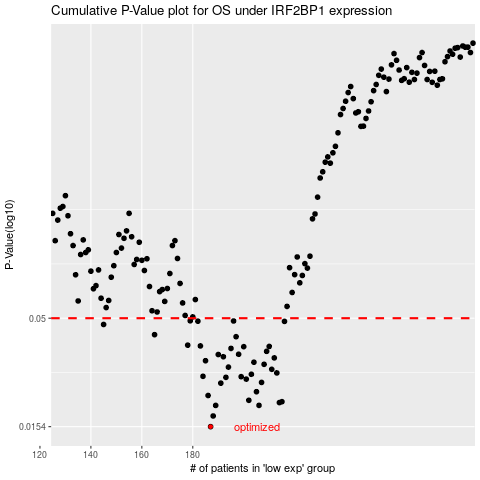 Cumulative P-Value plot for OS under IRF2BP1 expression
P-Value(log10)
0.05
0.0154
optimized
120 140 160 180
# of patients in 'low exp' group